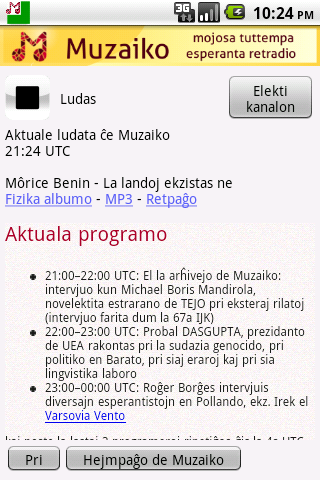 3G
10:24 PM
Muzaiko
mojosa tuttempa
esperanta retradio
Ludas
Elekti
kanalon
Aktuale ludata ĉe Muzaiko
21:24 UTC
Môrice Benin - La landoj ekzistas ne
Fizika albumo - MP3 - Retpaĝo
Aktuala programo
21:00–22:00 UTC: El la arĥivejo de Muzaiko:
intervjuo kun Michael Boris Mandirola,
novelektita estrarano de TEJO pri eksteraj rilatoj
(intervjuo farita dum la 67a IJK)
22:00–23:00 UTC: Probal DASGUPTA, prezidanto
de UEA rakontas pri la sudazia genocido, pri
politiko en Barato, pri siaj eraroj kaj pri sia
lingvistika laboro
23:00–00:00 UTC: Roĝer Borĝes intervjuis
diversajn esperantistojn en Pollando, ekz. Irek el
Varsovia Vento
Pri
Hejmpaĝo de Muzaiko